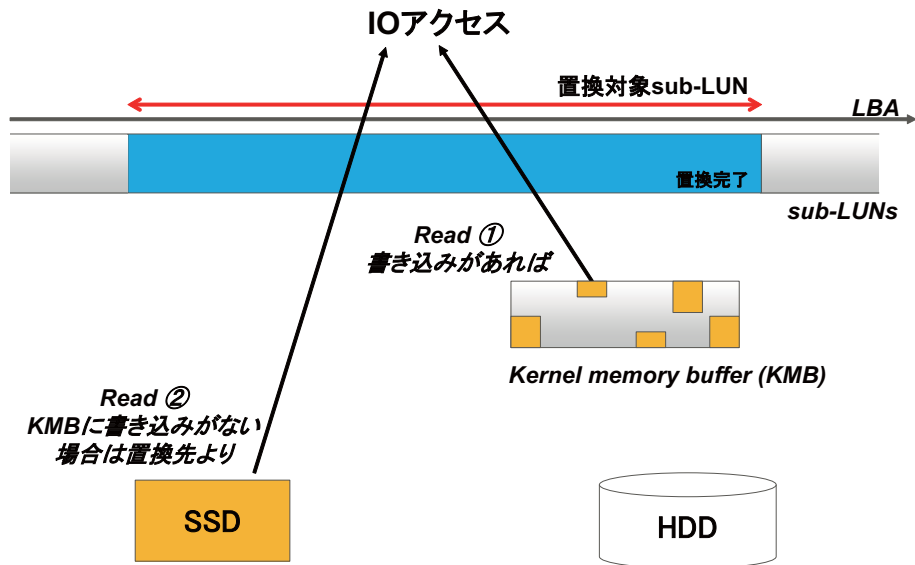 IOアクセス
置換対象sub-LUN
LBA
置換完了
sub-LUNs
Read ①
書き込みがあれば
Kernel memory buffer (KMB)
Read ②
KMBに書き込みがない
場合は置換先より
SSD
HDD